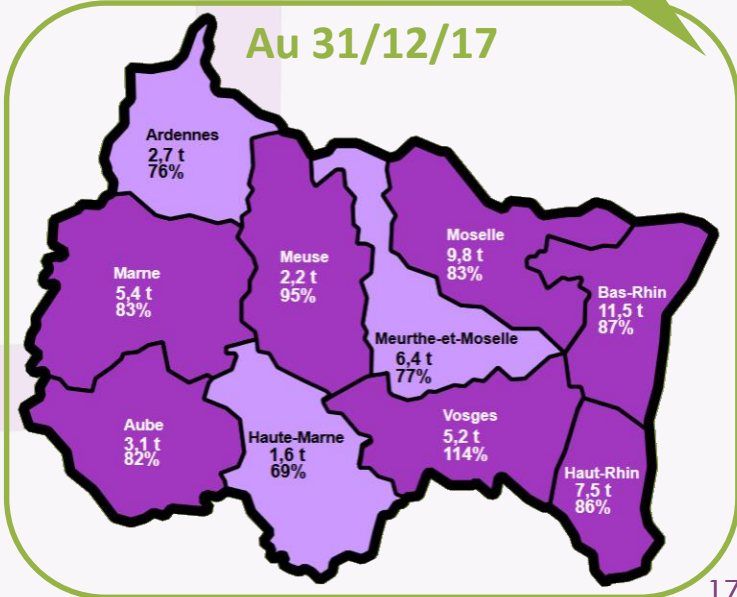 Au 31/12/17
Ardennes
2,7 t
76%
Meuse
2,2 t
95%
Moselle
9,8 t
83%
Marne
5,4 t
83%
Bas-Rhin
11,5 t
87%
Meurthe-et-Moselle
6,4 t
77%
Aube
3,1 t
82%
Haute-Marne
1,6 t
69%
Vosges
5,2 t
114%
Haut-Rhin
7,5 t
86%
17